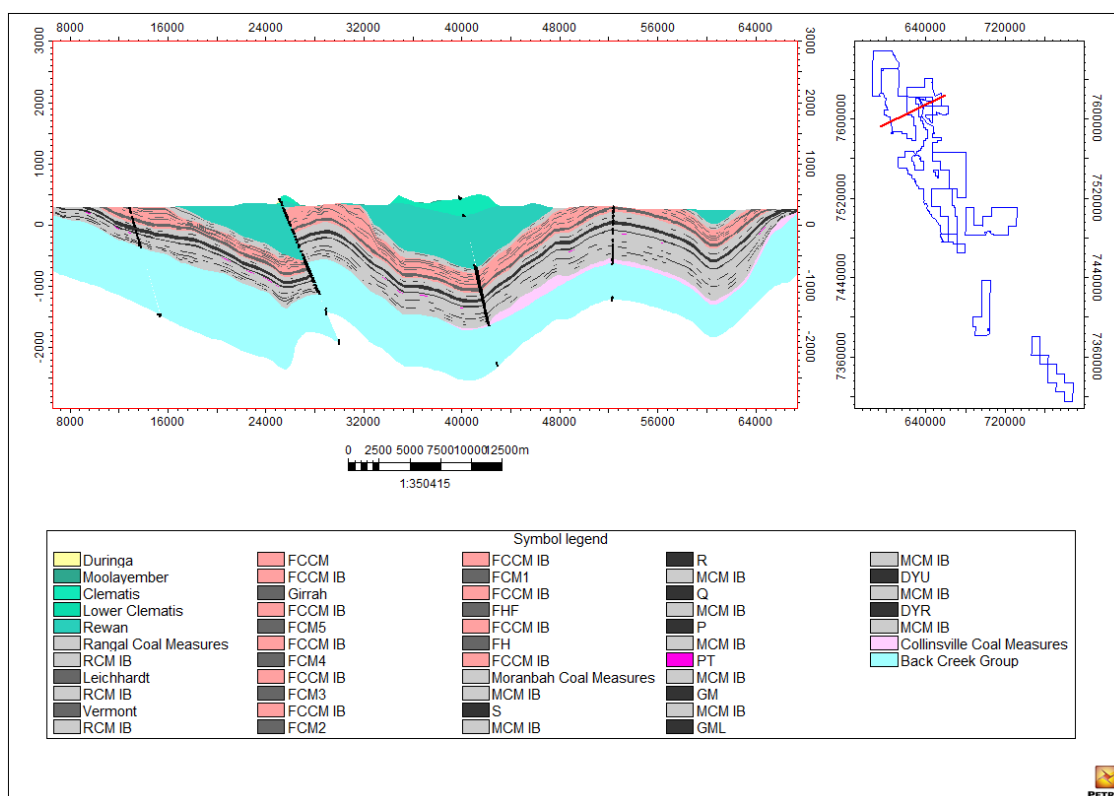 8000 16000 24000 32000 40000 48000 56000 64000
640000 720000
3000 2000 1000 0 -1000 -2000
3000 2000 1000 0 -1000 -2000
7600000 7520000 7440000 7360000
7600000 7520000 7440000 7360000
8000 16000 24000 32000 40000 48000 56000 64000
640000 720000
0 2500 5000 7500 10000 12500m
1:350415
Symbol legend
Duringa
Moolayember
Clematis
Lower Clematis
Rewan
Rangal Coal Measures
RCM IB
Leichhardt
RCM IB
Vermont
RCM IB
FCCM
FCCM IB
Girrah
FCCM IB
FCM5
FCCM IB
FCM4
FCCM IB
FCM3
FCCM IB
FCM2
FCCM IB
FCM1
FCCM IB
FHF
FCCM IB
FH
FCCM IB
Moranbah Coal Measures
MCM IB
S
MCM IB
R
MCM IB
Q
MCM IB
P
MCM IB
PT
MCM IB
GM
MCM IB
GML
MCM IB
DYU
MCM IB
DYR
MCM IB
Collinsville Coal Measures
Back Creek Group